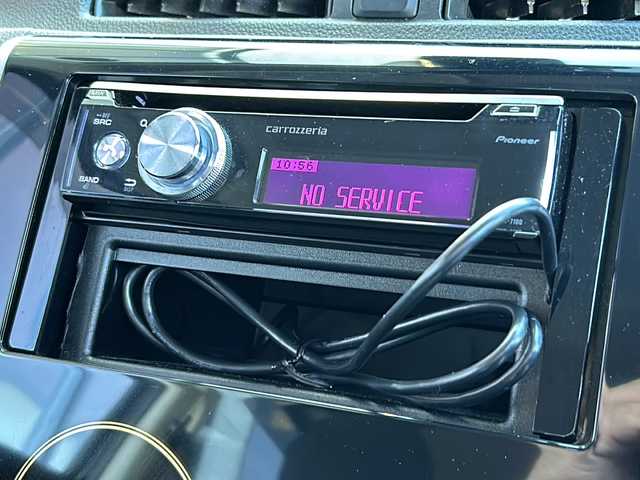 SRC
carrozzeria
Pioneer
10:56
BAND
NO SERVICE